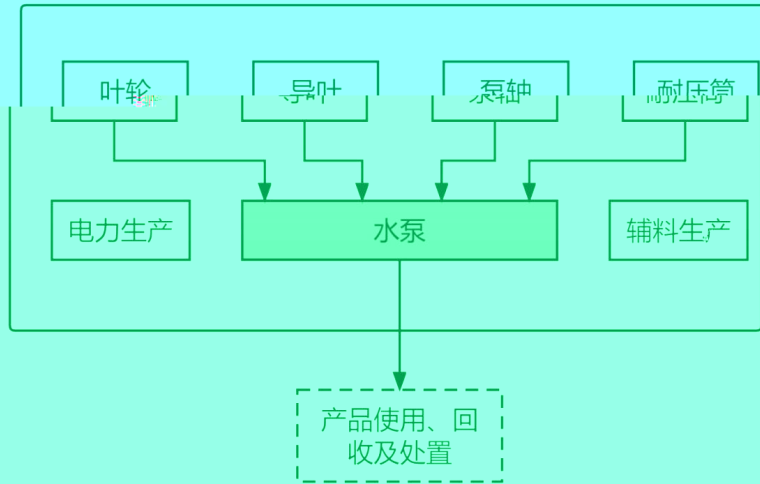 叶轮 导叶 泵轴 耐压筒
电力生产 水泵 辅料生产
产品使用、回
收及处置